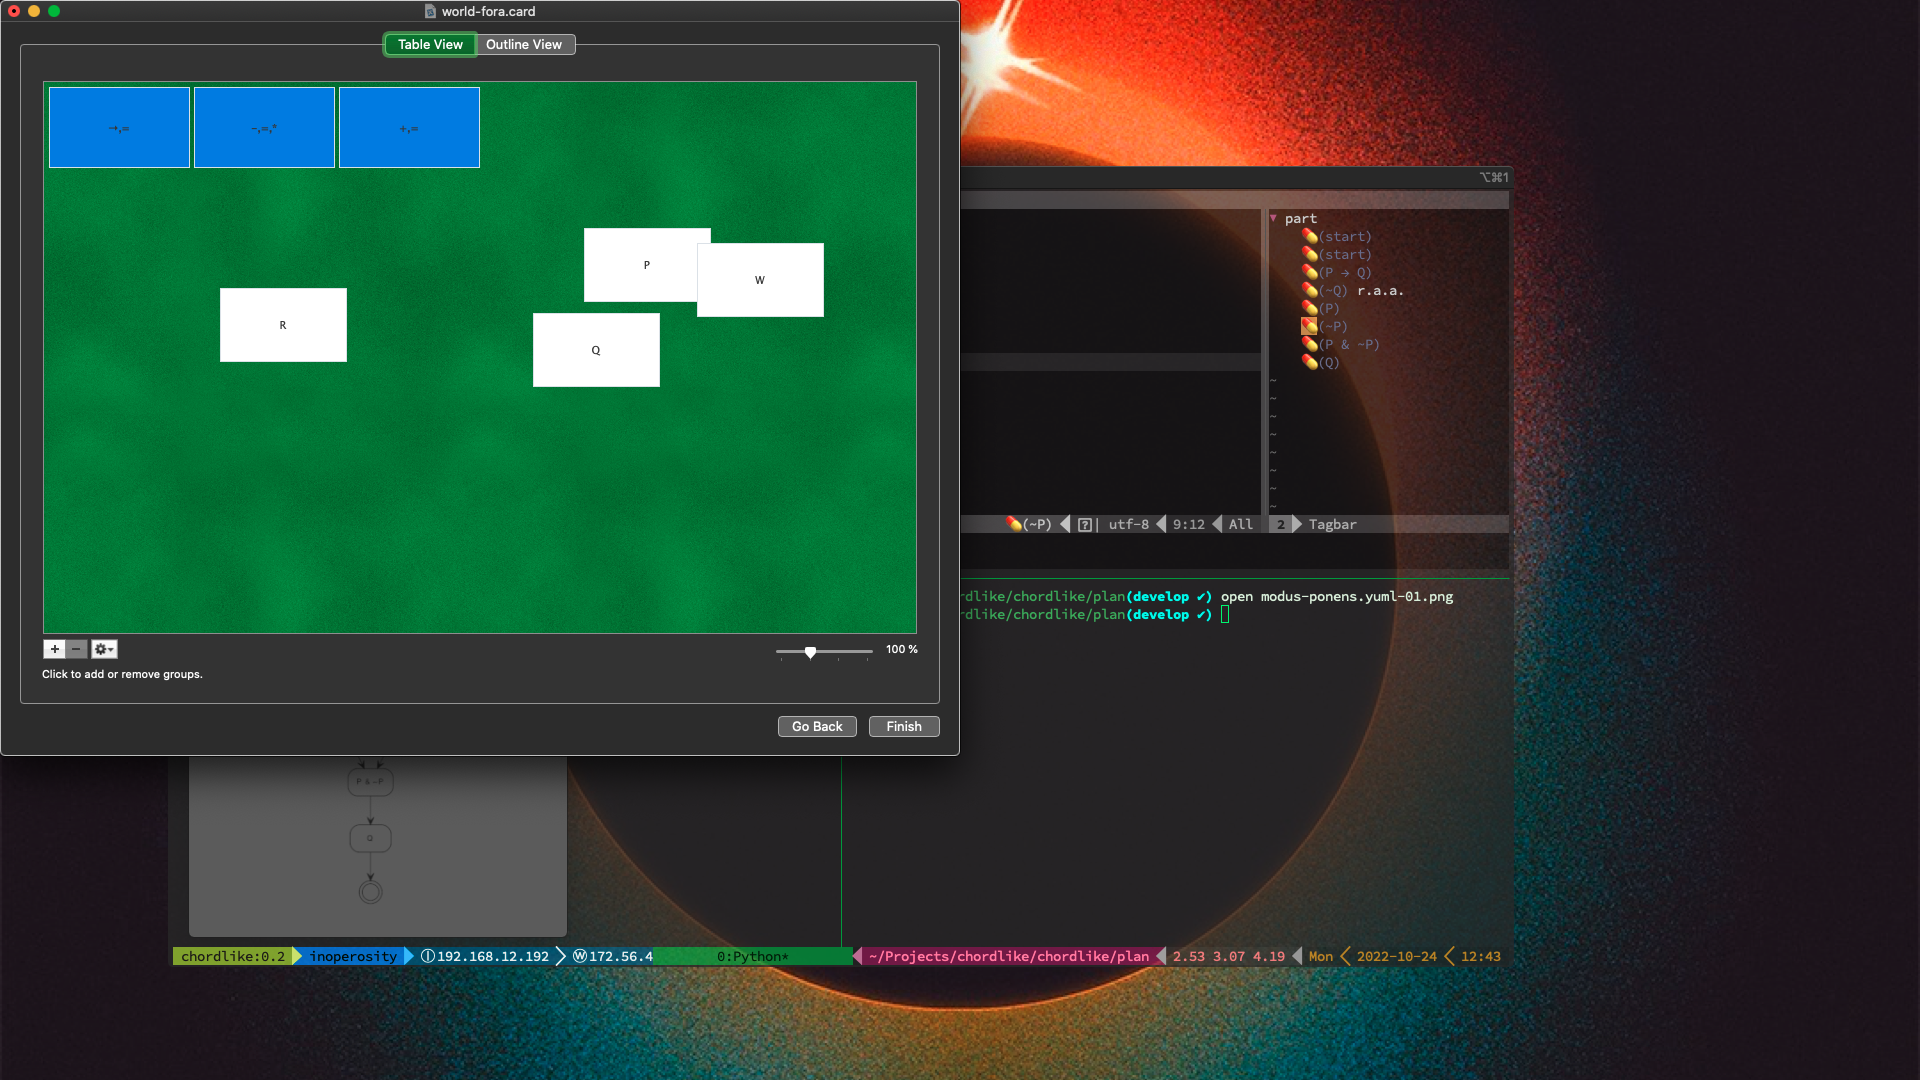 world-fora.card
Table View
Outline View
→,=
-,=,*
+,=
P
W
R
Q
100 %
Click to add or remove groups.
Go Back
Finish
⌥⌘1
▼ part
(start)
(start)
(P → Q)
(~Q) r.a.a.
(P)
(~P)
(P & ~P)
(Q)
~
~
~
~
~
~
~
~
(~P) [?]| utf-8 9:12 All
2 Tagbar
rdlike/chordlike/plan(develop ✔) open modus-ponens.yuml-01.png
rdlike/chordlike/plan(develop ✔)
P & ~P
Q
chordlike:0.2 inoperosity Ⓘ192.168.12.192 Ⓦ172.56.4 0:Python* ~/Projects/chordlike/chordlike/plan 2.53 3.07 4.19 Mon 2022-10-24 12:43